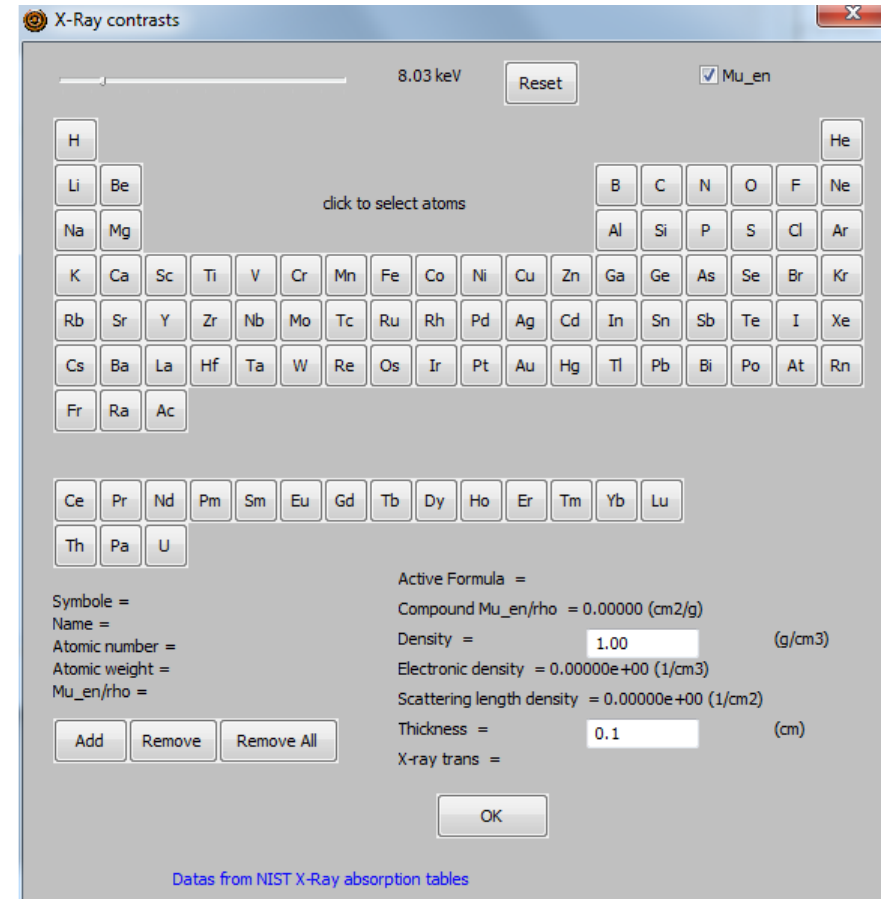 X-Ray contrasts
8.03 keV Reset Mu_en
H He
Li Be B C N O F Ne
click to select atoms
Na Mg Al Si P S Cl Ar
K Ca Sc Ti V Cr Mn Fe Co Ni Cu Zn Ga Ge As Se Br Kr
Rb Sr Y Zr Nb Mo Tc Ru Rh Pd Ag Cd In Sn Sb Te I Xe
Cs Ba La Hf Ta W Re Os Ir Pt Au Hg Tl Pb Bi Po At Rn
Fr Ra Ac
Ce Pr Nd Pm Sm Eu Gd Tb Dy Ho Er Tm Yb Lu
Th Pa U
Symbole =
Name =
Atomic number =
Atomic weight =
Mu_en/rho =
Add Remove Remove All
Active Formula =
Compound Mu_en/rho = 0.00000 (cm2/g)
Density = 1.00 (g/cm3)
Electronic density = 0.00000e+00 (1/cm3)
Scattering length density = 0.00000e+00 (1/cm2)
Thickness = 0.1 (cm)
X-ray trans =
OK
Datas from NIST X-Ray absorption tables